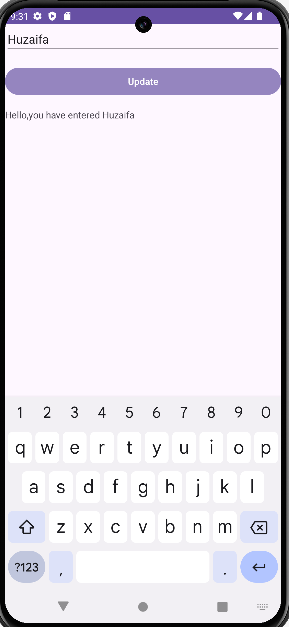 9:31
Huzaifa
Update
Hello,you have entered Huzaifa
1 2 3 4 5 6 7 8 9 0
q w e r t y u i o p
a s d f g h j k l
z x c v b n m
?123 , .